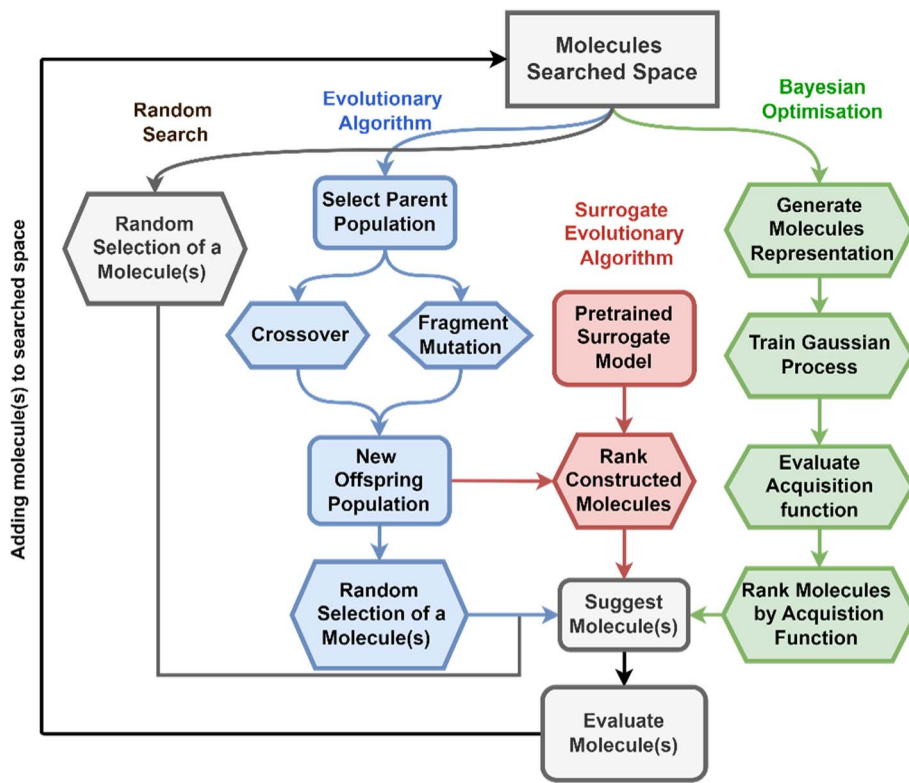 Molecules
Searched Space
Random
Search
Evolutionary
Algorithm
Bayesian
Optimisation
Adding molecule(s) to searched space
Random
Selection of a
Molecule(s)
Select Parent
Population
Crossover
Fragment
Mutation
New
Offspring
Population
Random
Selection of a
Molecule(s)
Surrogate
Evolutionary
Algorithm
Pretrained
Surrogate
Model
Rank
Constructed
Molecules
Generate
Molecules
Representation
Train Gaussian
Process
Evaluate
Acquisition
function
Rank Molecules
by Acquistion
Function
Suggest
Molecule(s)
Evaluate
Molecule(s)